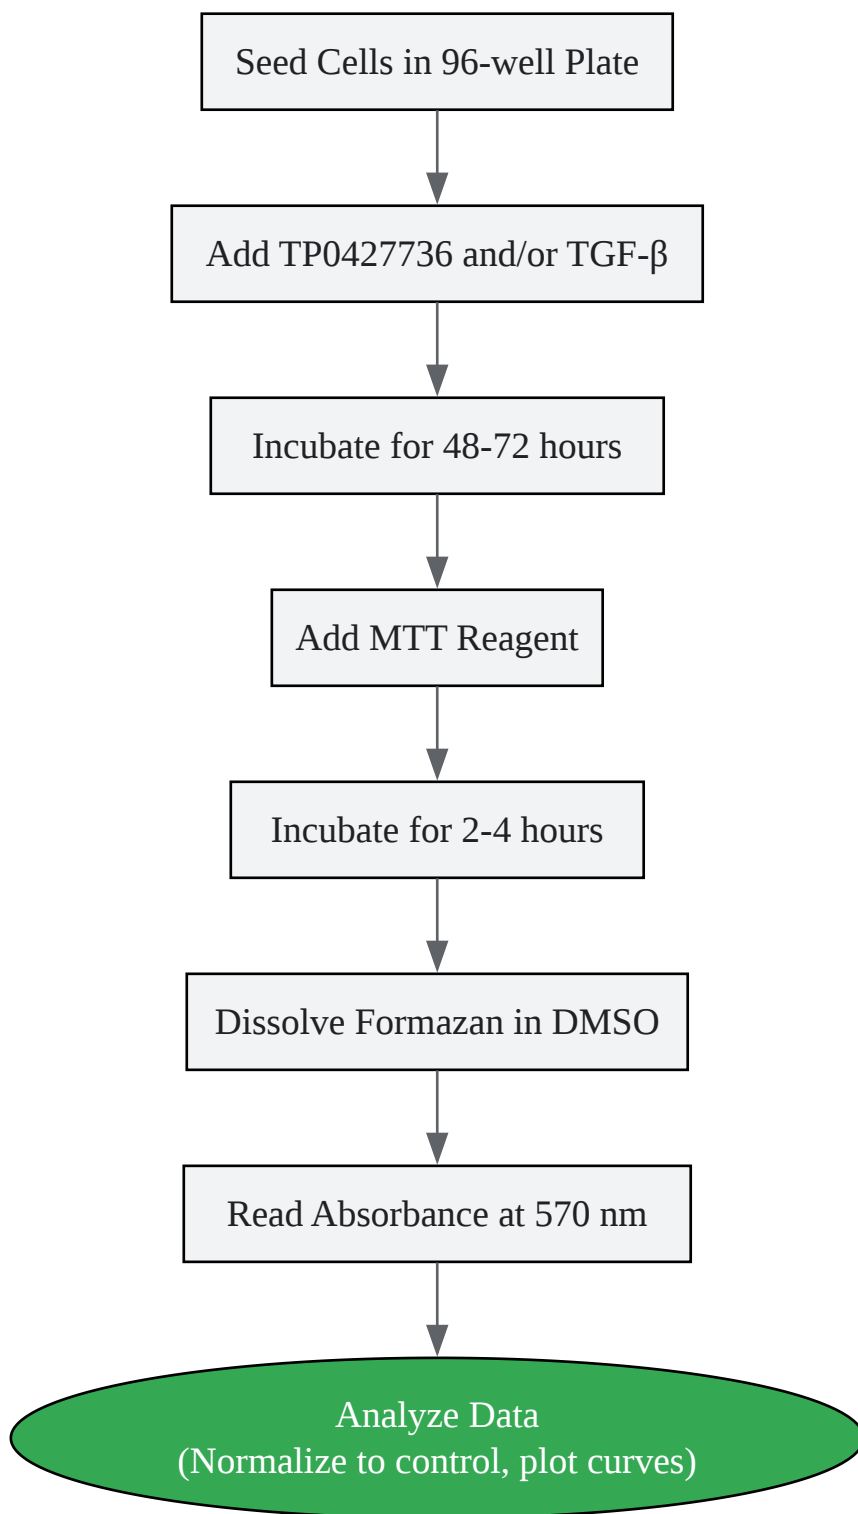 Seed Cells in 96-well Plate
Add TP0427736 and/or TGF-β
Incubate for 48-72 hours
Add MTT Reagent
Incubate for 2-4 hours
Dissolve Formazan in DMSO
Read Absorbance at 570 nm
Analyze Data
(Normalize to control, plot curves)